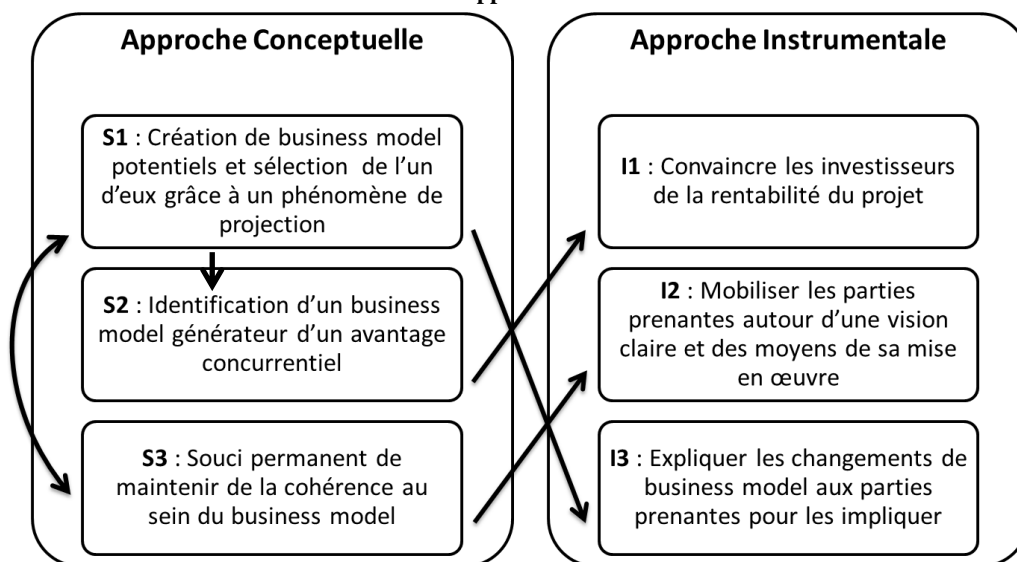 Approche Conceptuelle
S1 : Création de business model
potentiels et sélection de l'un
d'eux grâce à un phénomène de
projection
S2 : Identification d'un business
model générateur d'un avantage
concurrentiel
S3 : Souci permanent de
maintenir de la cohérence au
sein du business model
Approche Instrumentale
I1 : Convaincre les investisseurs
de la rentabilité du projet
I2 : Mobiliser les parties
prenantes autour d'une vision
claire et des moyens de sa mise
en œuvre
I3 : Expliquer les changements de
business model aux parties
prenantes pour les impliquer